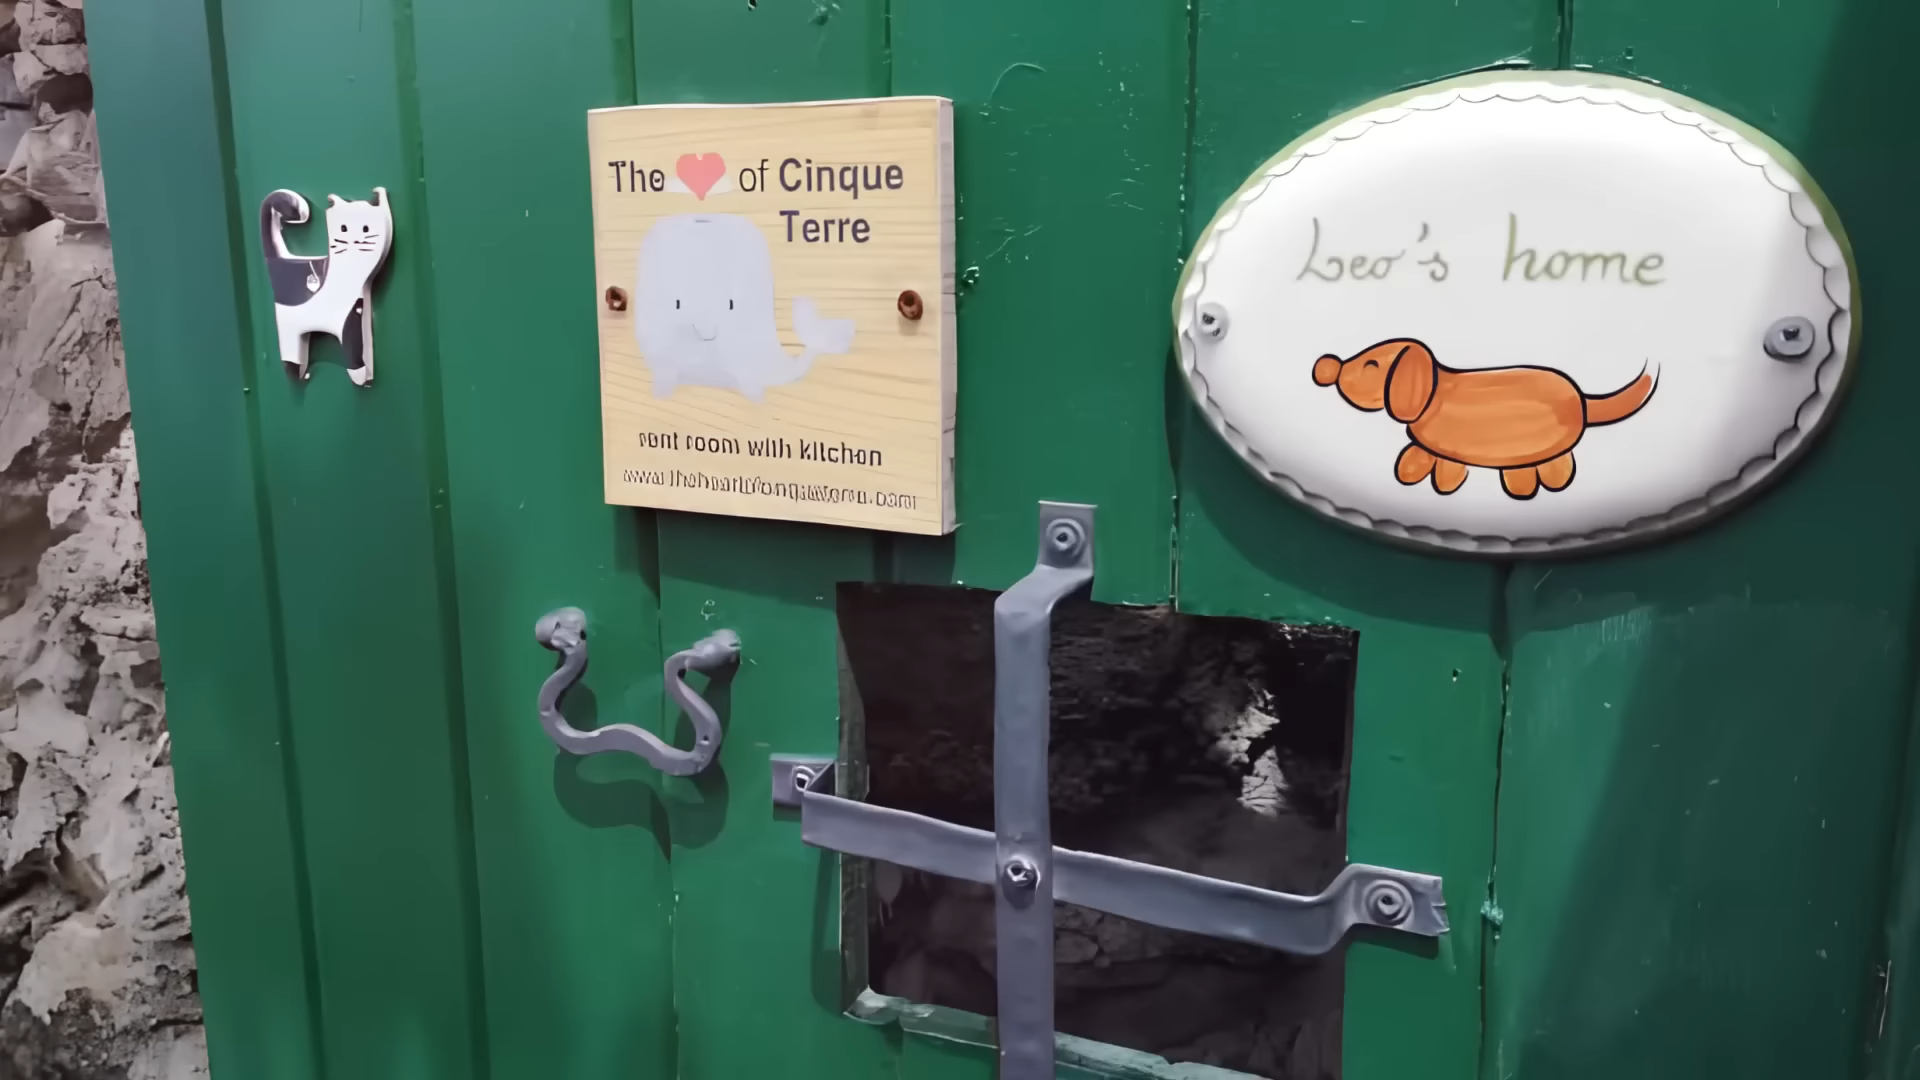 The ❤ of Cinque
Terre
rent room with kitchen
Leo's home